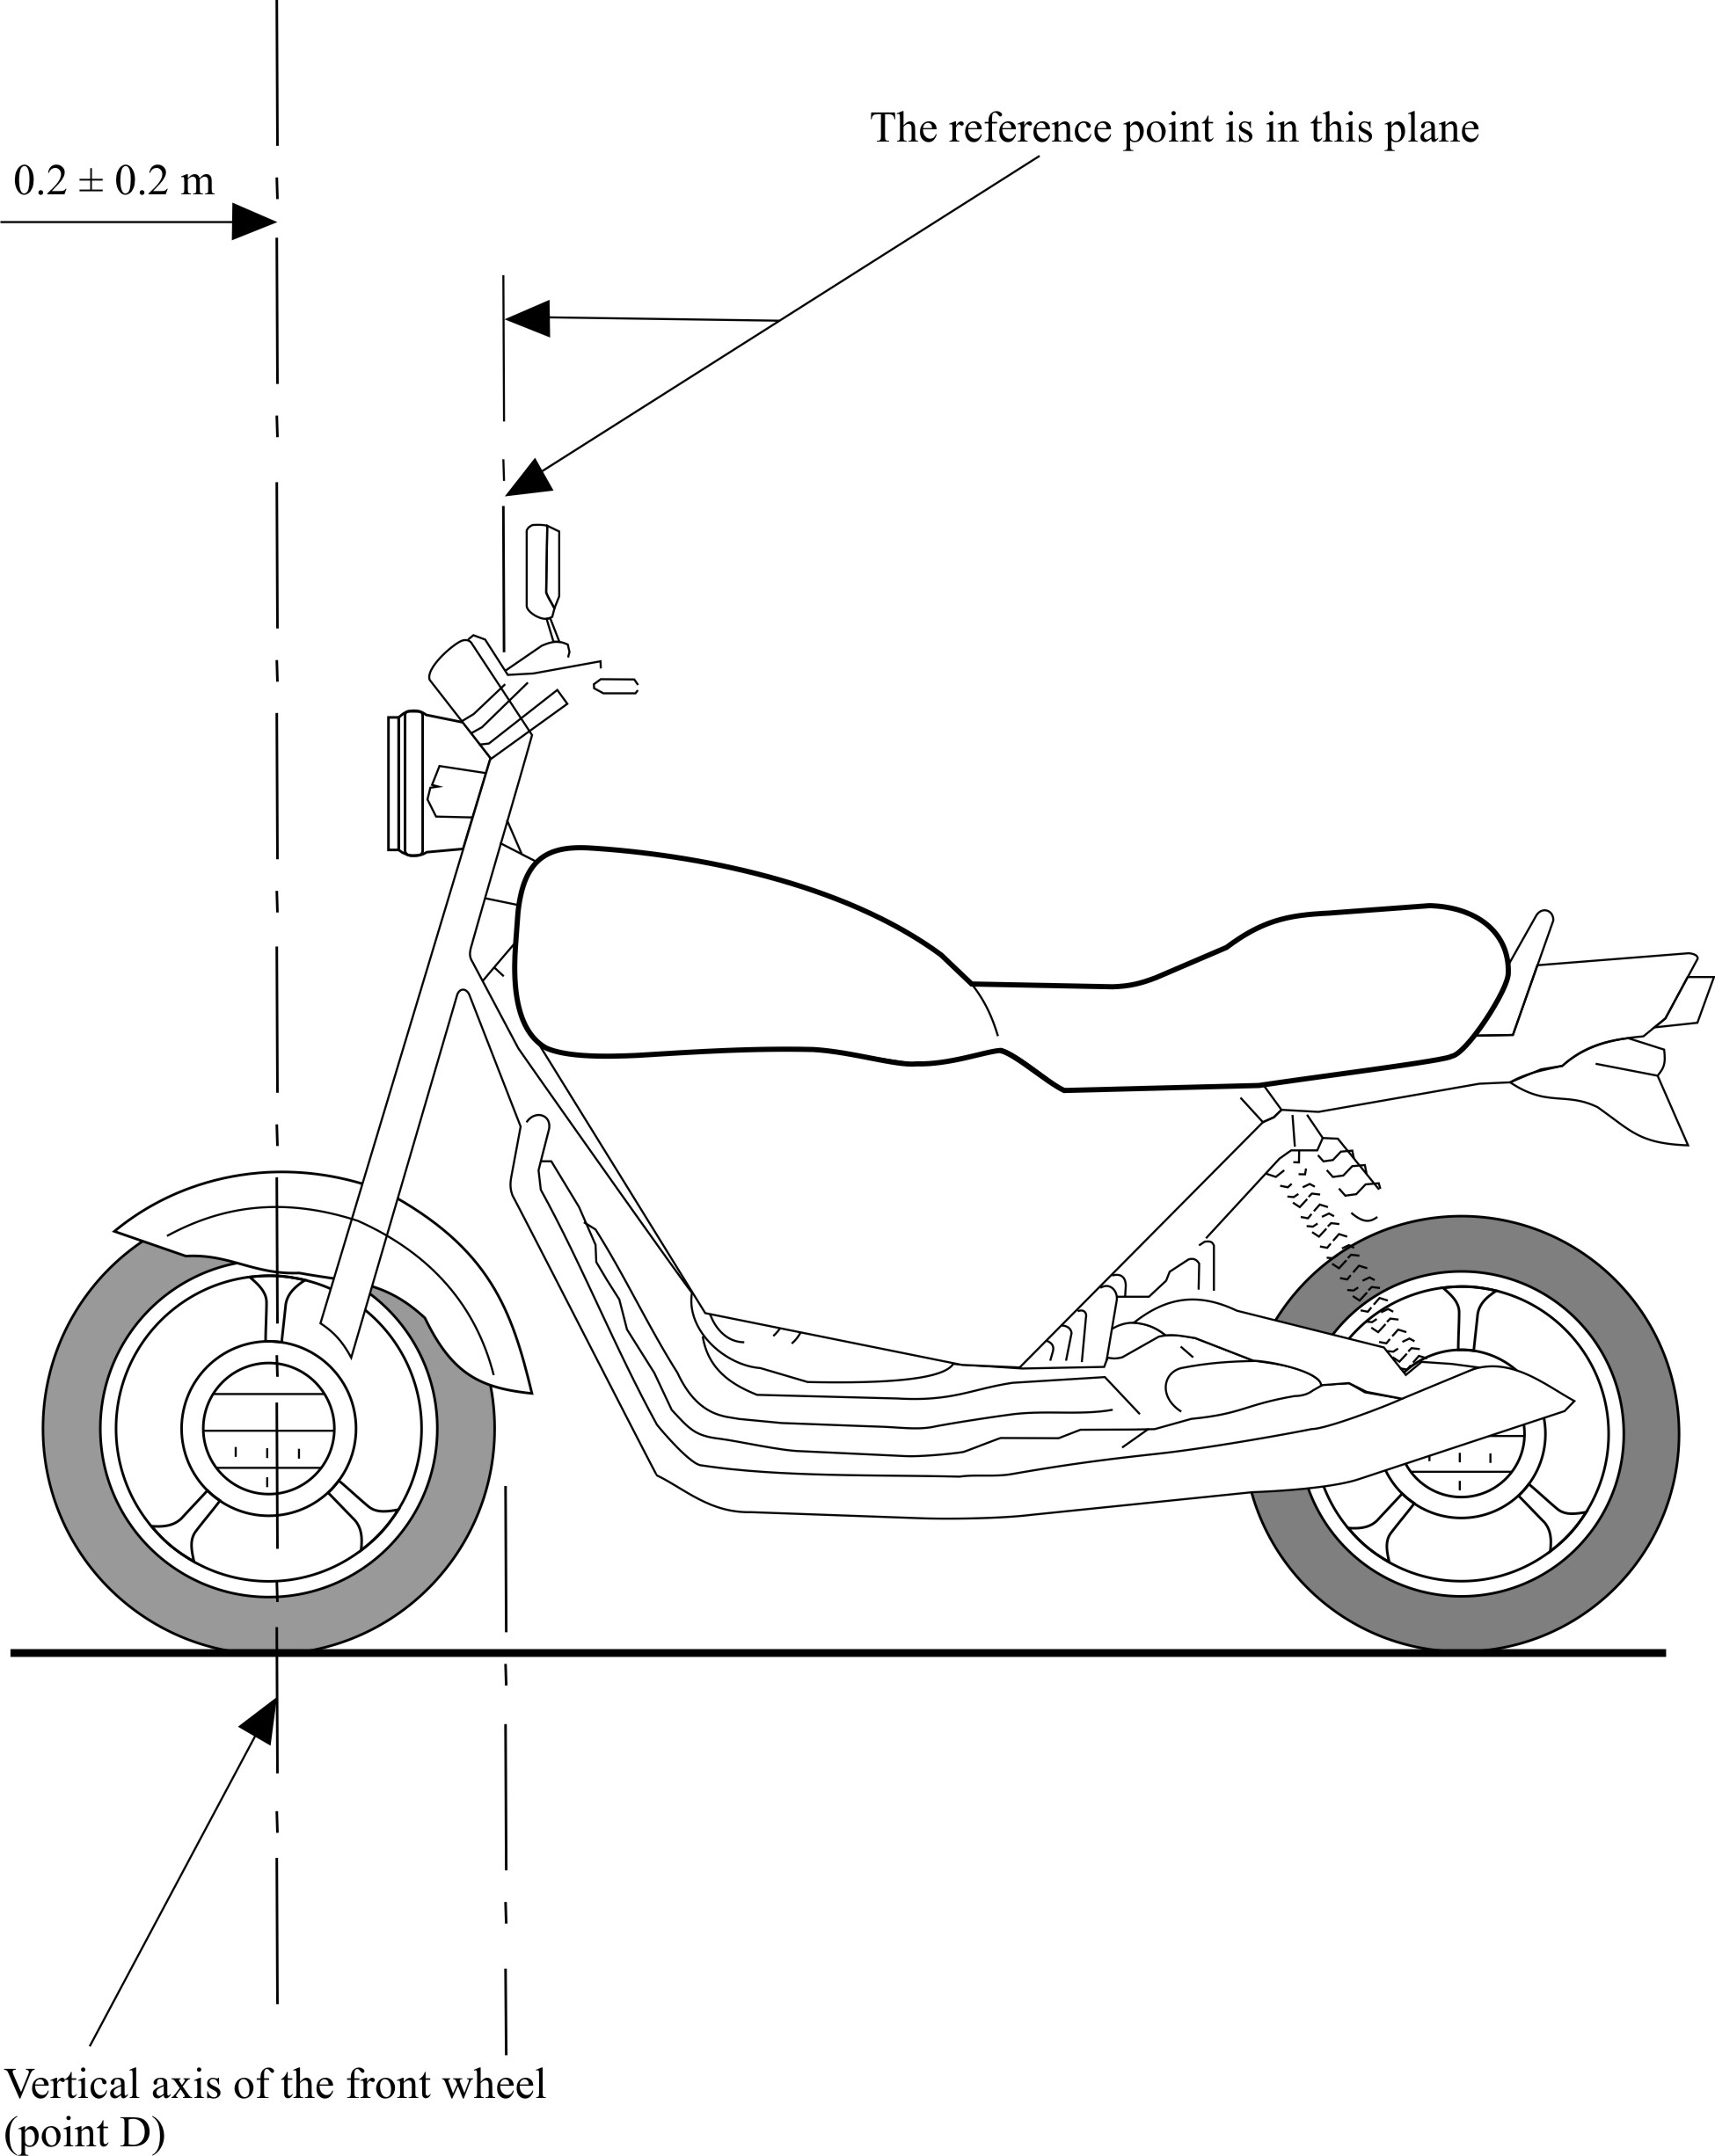 The reference point is in this plane
0.2 ± 0.2 m
Vertical axis of the front wheel
(point D)